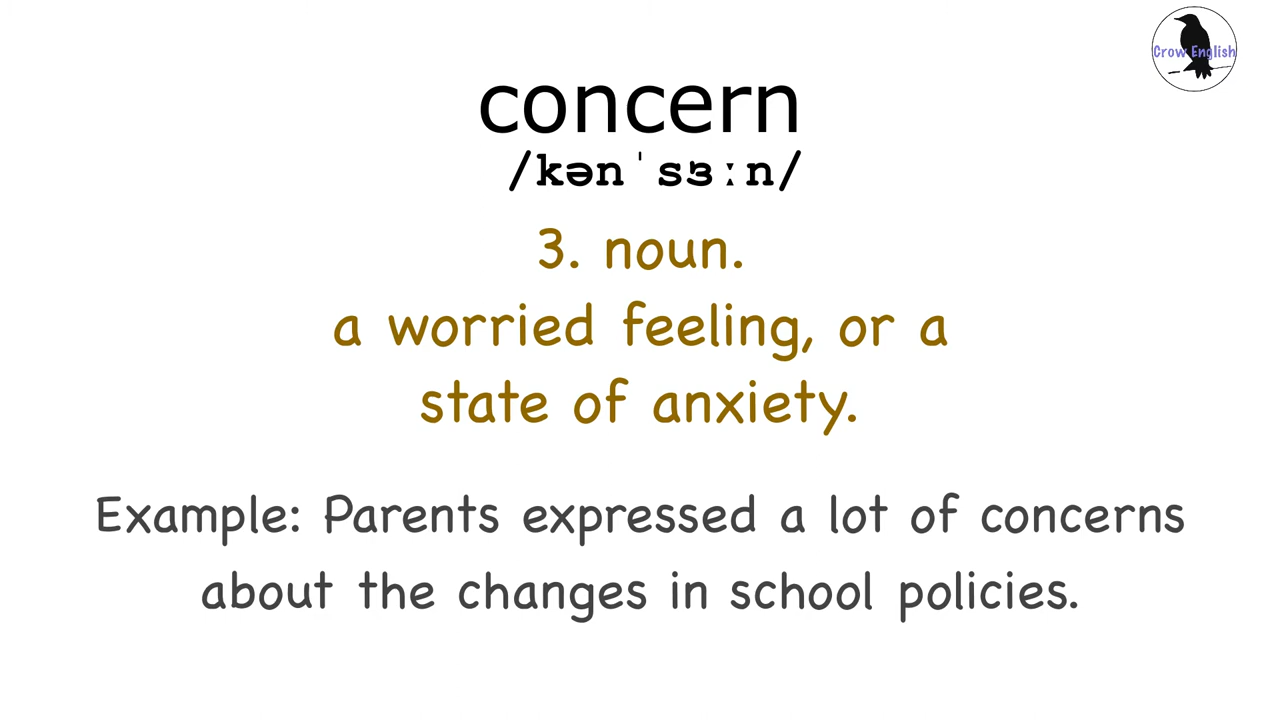 Crow English
concern
/kənˈsɜːn/
3. noun.
a worried feeling, or a
state of anxiety.
Example: Parents expressed a lot of concerns
about the changes in school policies.